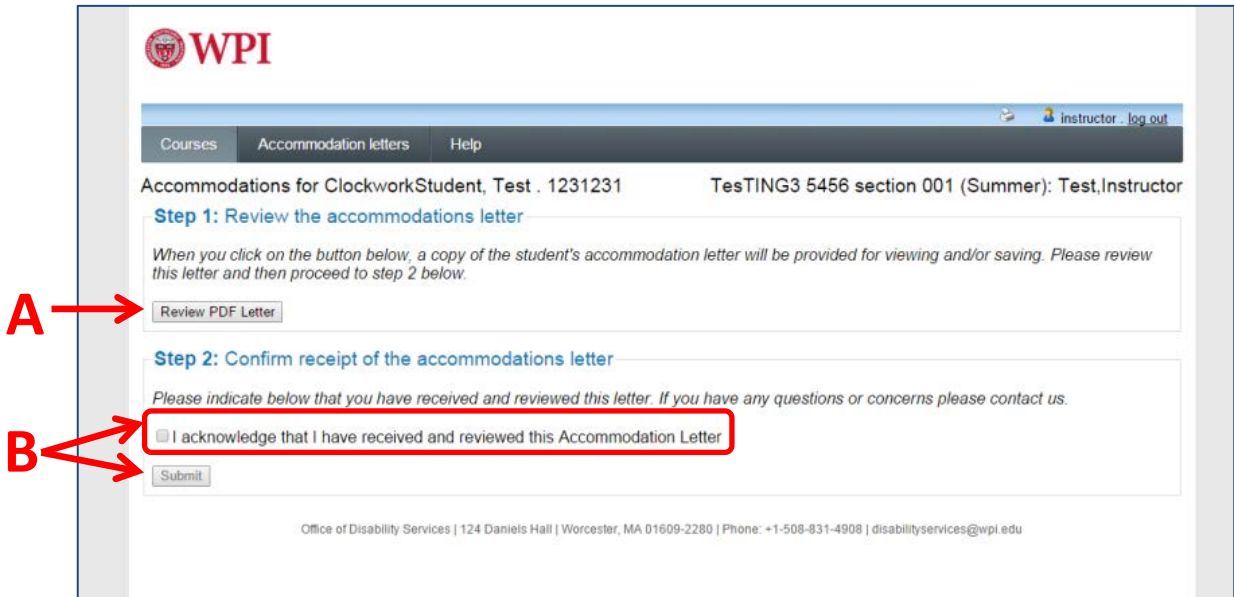 WPI
instructor . log out
Courses Accommodation letters Help
Accommodations for ClockworkStudent, Test . 1231231 TesTING3 5456 section 001 (Summer): Test,Instructor
Step 1: Review the accommodations letter
When you click on the button below, a copy of the student's accommodation letter will be provided for viewing and/or saving. Please review
this letter and then proceed to step 2 below.
A
Review PDF Letter
Step 2: Confirm receipt of the accommodations letter
Please indicate below that you have received and reviewed this letter. If you have any questions or concerns please contact us.
I acknowledge that I have received and reviewed this Accommodation Letter
B
Submit
Office of Disability Services | 124 Daniels Hall | Worcester, MA 01609-2280 | Phone: +1-508-831-4908 | disabilityservices@wpi.edu